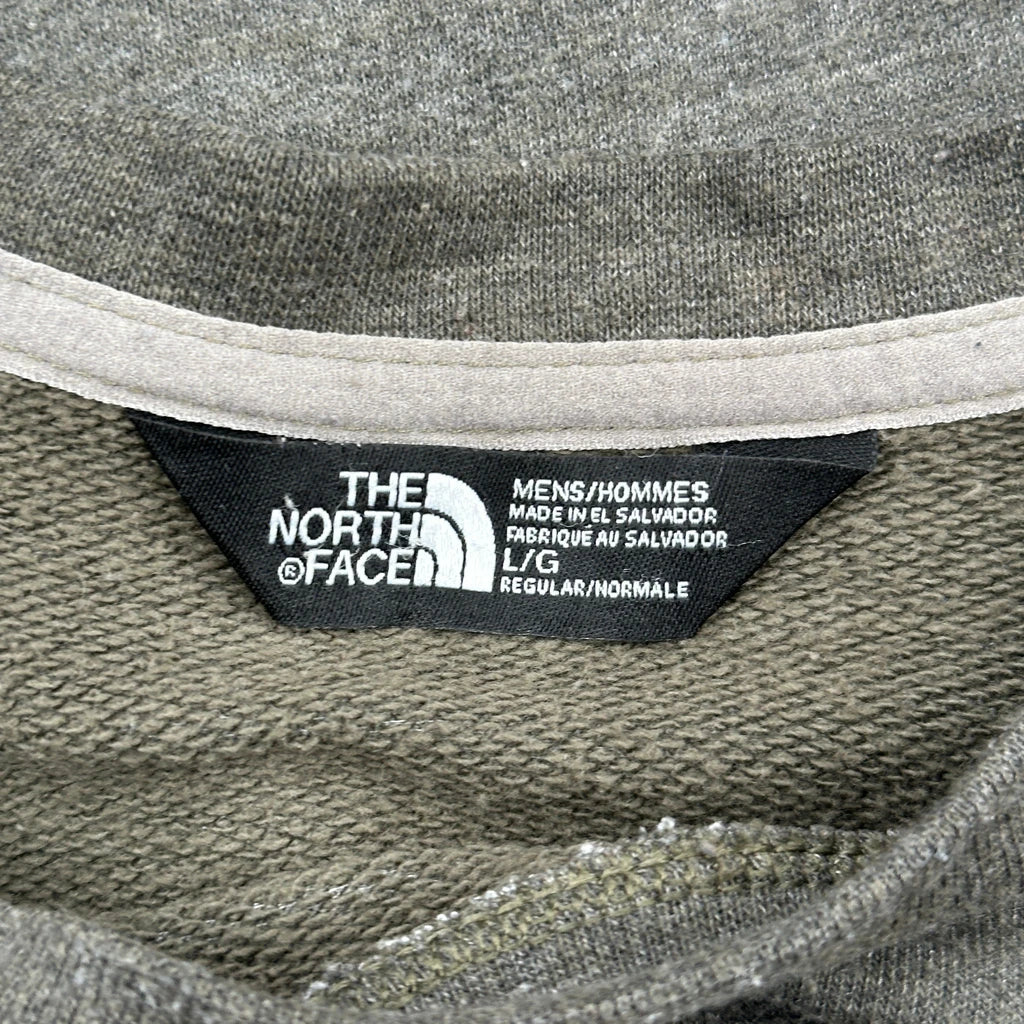 THE
NORTH
®FACE
MENS/HOMMES
MADE IN EL SALVADOR
FABRIQUÉ AU SALVADOR
L/G
REGULAR/NORMALE